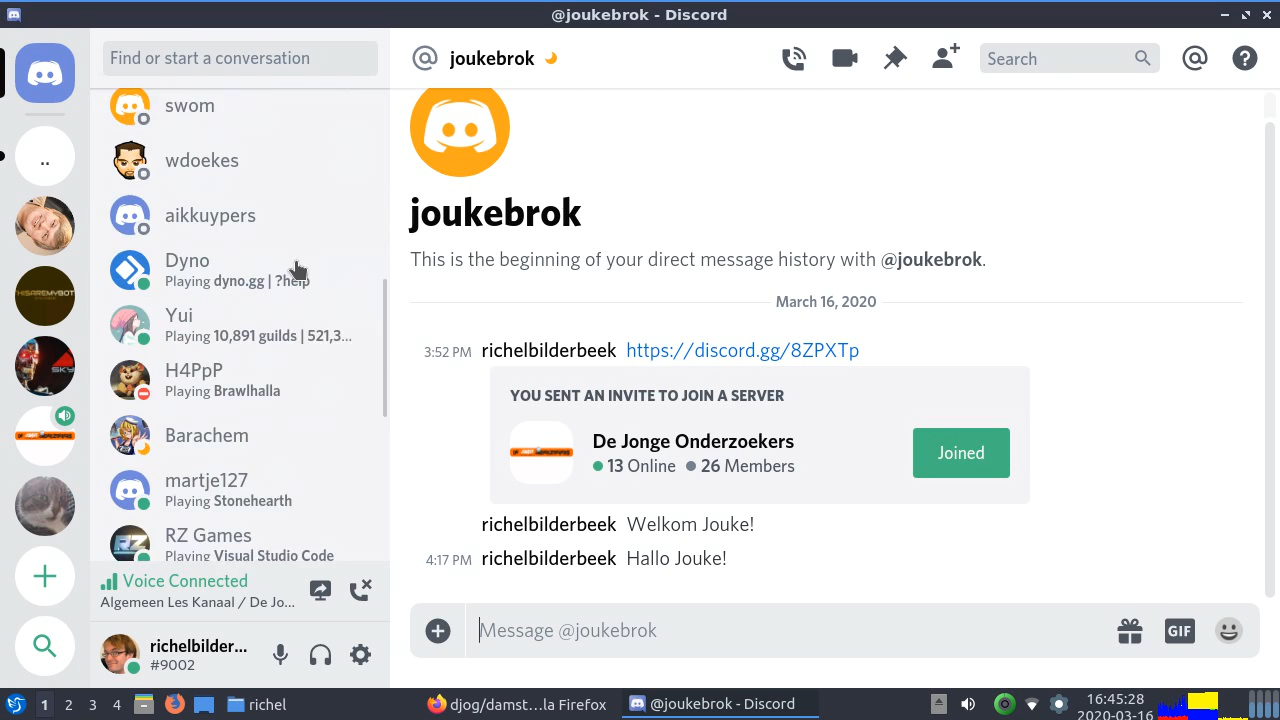 @joukebrok - Discord
Find or start a conversation
joukebrok
Search
..
swom
wdoekes
aikkuypers
Dyno
Playing dyno.gg | ?help
Yui
Playing 10,891 guilds | 521,3...
H4PpP
Playing Brawlhalla
Barachem
martje127
Playing Stonehearth
RZ Games
Playing Visual Studio Code
Voice Connected
Algemeen Les Kanaal / De Jo...
richelbilder...
#9002
joukebrok
This is the beginning of your direct message history with @joukebrok.
March 16, 2020
3:52 PM richelbilderbeek https://discord.gg/8ZPXTp
YOU SENT AN INVITE TO JOIN A SERVER
De Jonge Onderzoekers
13 Online 26 Members
Joined
richelbilderbeek Welkom Jouke!
4:17 PM richelbilderbeek Hallo Jouke!
Message @joukebrok
GIF
1 2 3 4 richel
djog/damst...la Firefox
@joukebrok - Discord
16:45:28
2020-03-16